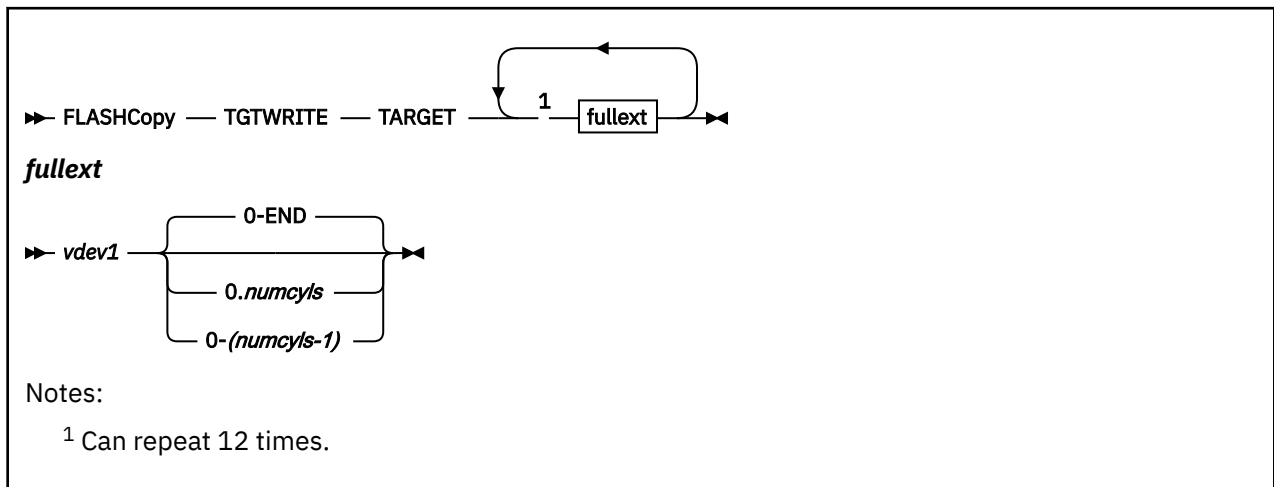 FLASHCopy TGTWRITE TARGET 1 fullext
fullext
0-END
vdev1
0.numcyls
0-(numcyls-1)
Notes:
1 Can repeat 12 times.